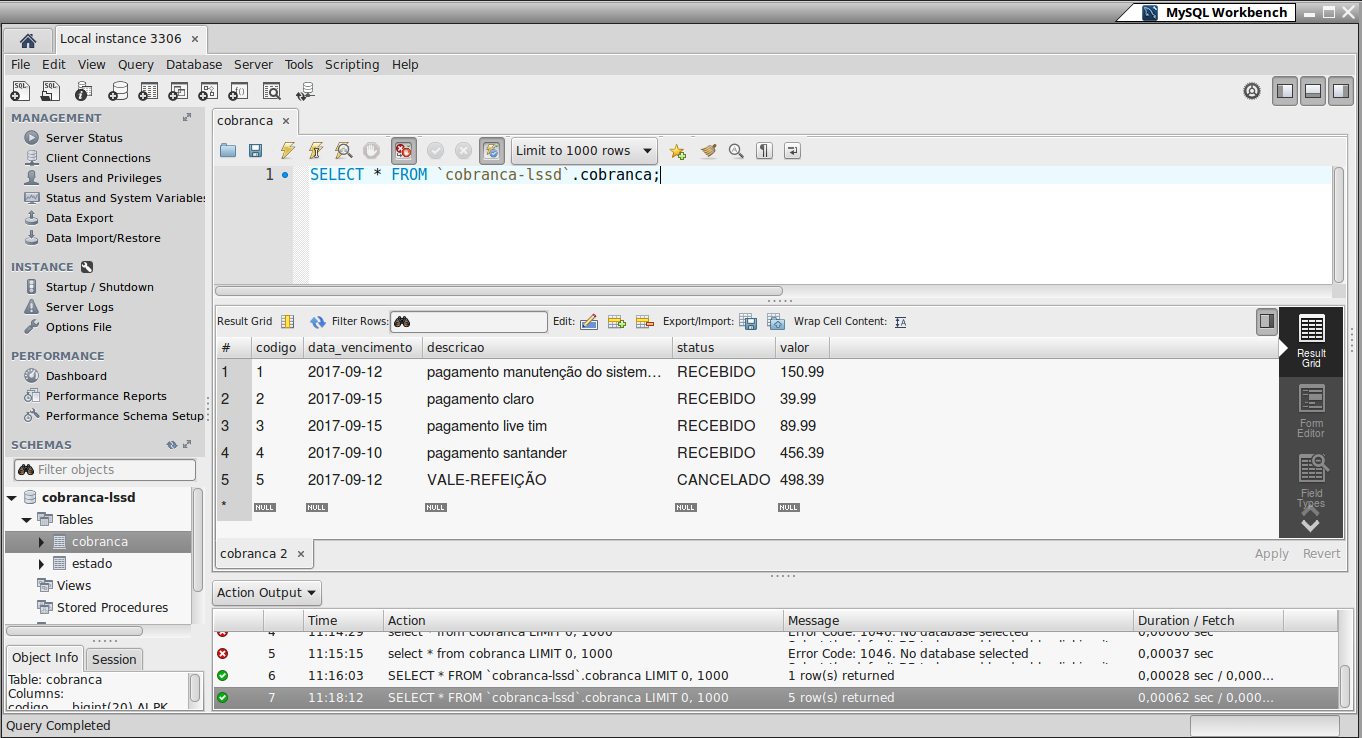 MySQL Workbench
Local instance 3306 ×
File Edit View Query Database Server Tools Scripting Help
MANAGEMENT
Server Status
Client Connections
Users and Privileges
Status and System Variables
Data Export
Data Import/Restore
INSTANCE
Startup / Shutdown
Server Logs
Options File
PERFORMANCE
Dashboard
Performance Reports
Performance Schema Setup
SCHEMAS
Filter objects
cobranca-lssd
Tables
cobranca
estado
Views
Stored Procedures
Object Info Session
Table: cobranca
Columns:
codigo bigint(20) AI PK
cobranca ×
Limit to 1000 rows
1 SELECT * FROM `cobranca-lssd`.cobranca;
Result Grid Filter Rows: Edit: Export/Import: Wrap Cell Content:
# codigo data_vencimento descricao status valor
1 1 2017-09-12 pagamento manutenção do sistem... RECEBIDO 150.99
2 2 2017-09-15 pagamento claro RECEBIDO 39.99
3 3 2017-09-15 pagamento live tim RECEBIDO 89.99
4 4 2017-09-10 pagamento santander RECEBIDO 456.39
5 5 2017-09-12 VALE-REFEIÇÃO CANCELADO 498.39
* NULL NULL NULL NULL NULL
Result
Grid
Form
Editor
Field
Types
cobranca 2 × Apply Revert
Action Output
Time Action Message Duration / Fetch
4 11:14:29 select * from cobranca LIMIT 0, 1000 Error Code: 1046. No database selected 0,00060 sec
5 11:15:15 select * from cobranca LIMIT 0, 1000 Error Code: 1046. No database selected 0,00037 sec
6 11:16:03 SELECT * FROM `cobranca-lssd`.cobranca LIMIT 0, 1000 1 row(s) returned 0,00028 sec / 0,000...
7 11:18:12 SELECT * FROM `cobranca-lssd`.cobranca LIMIT 0, 1000 5 row(s) returned 0,00062 sec / 0,000...
Query Completed